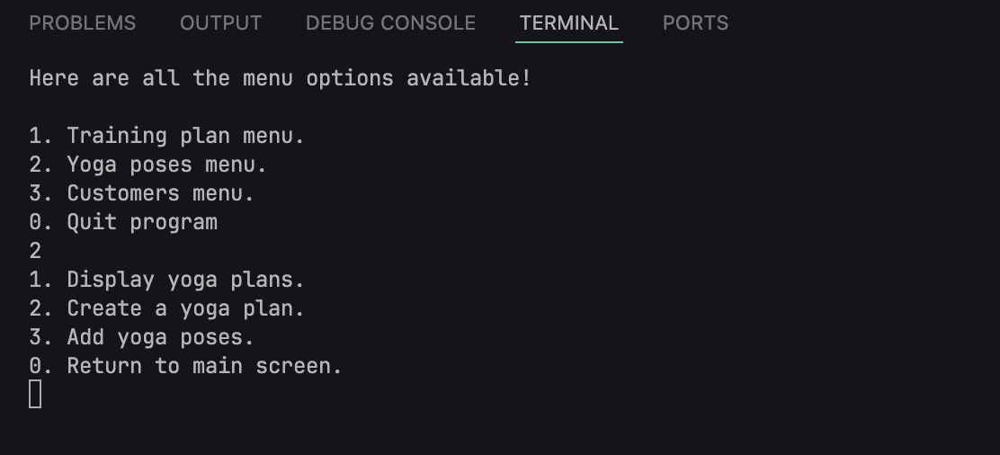 PROBLEMS OUTPUT DEBUG CONSOLE TERMINAL PORTS
Here are all the menu options available!
1. Training plan menu.
2. Yoga poses menu.
3. Customers menu.
0. Quit program
2
1. Display yoga plans.
2. Create a yoga plan.
3. Add yoga poses.
0. Return to main screen.